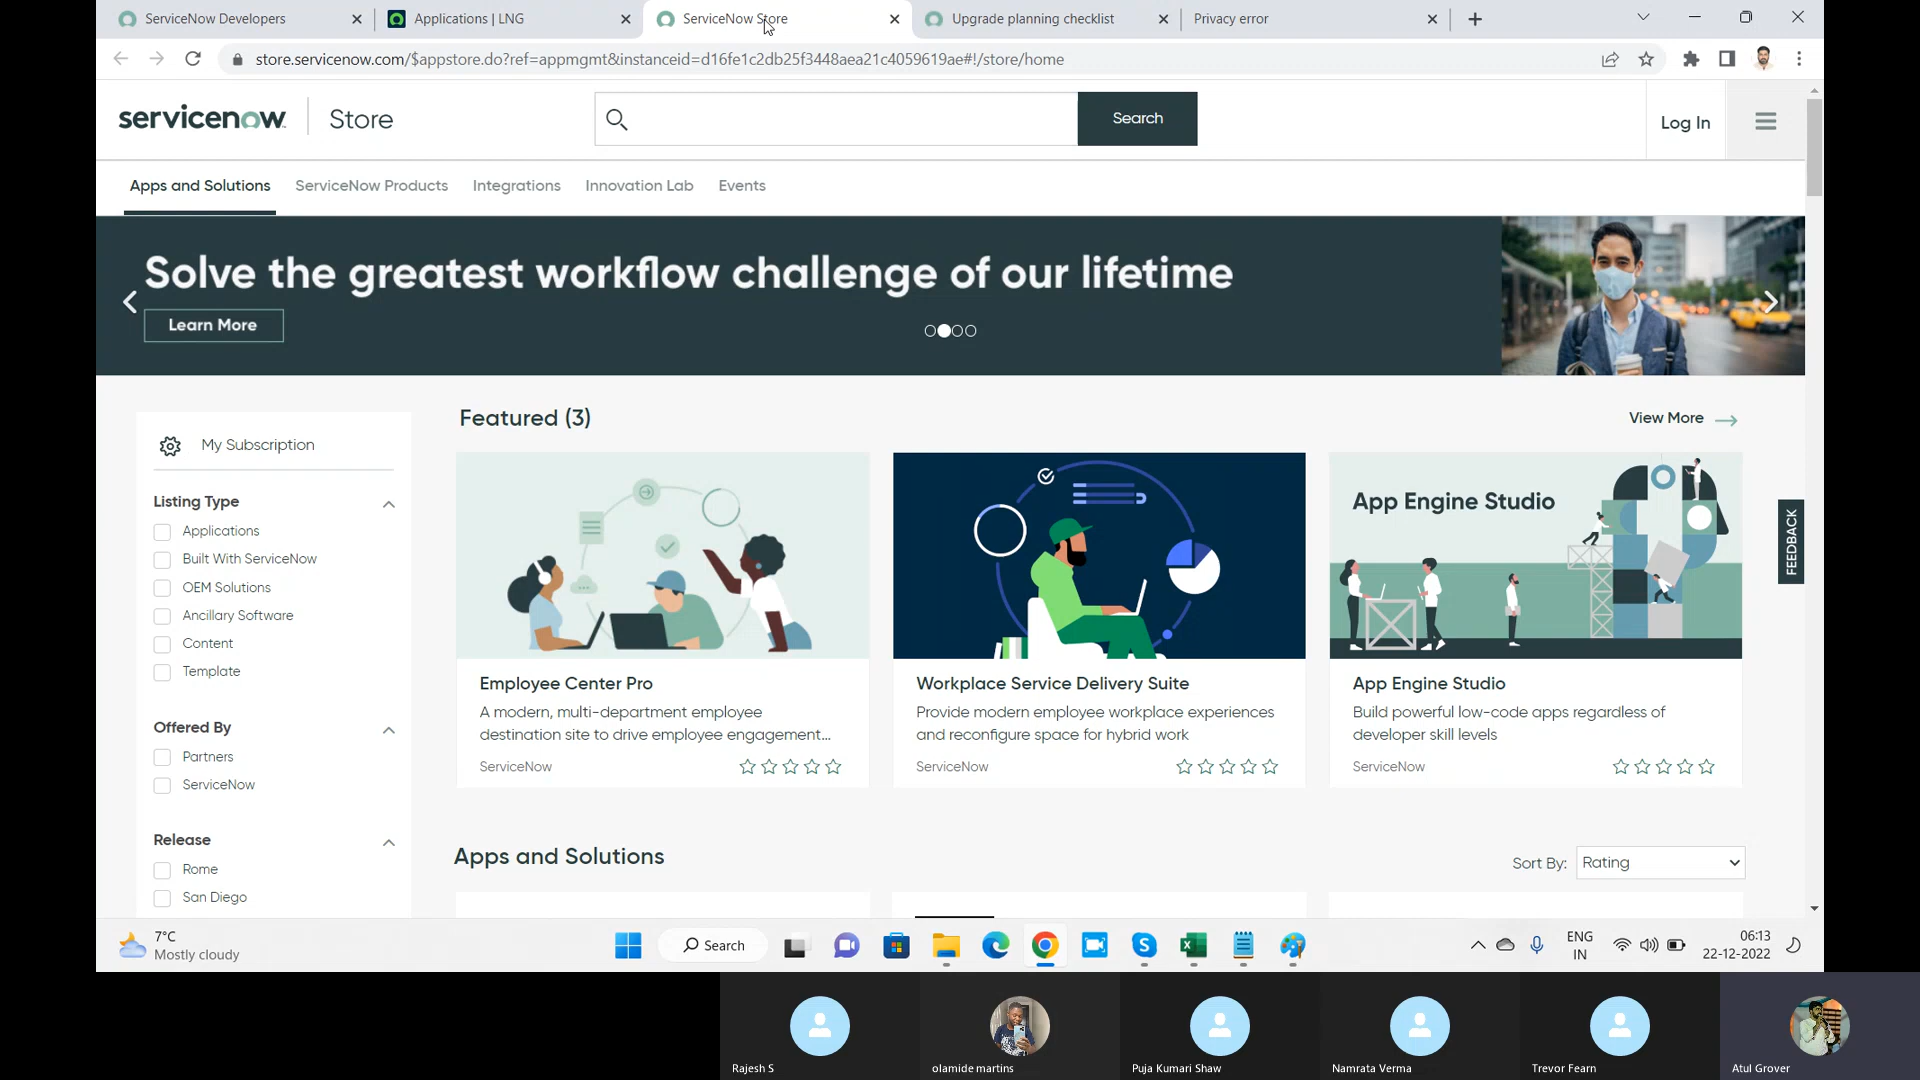 ServiceNow Developers
Applications | LNG
ServiceNow Store
Upgrade planning checklist
Privacy error
store.servicenow.com/$appstore.do?ref=appmgmt&instanceid=d16fe1c2db25f3448aea21c4059619ae#!/store/home
servicenow
Store
Search
Log In
Apps and Solutions
ServiceNow Products
Integrations
Innovation Lab
Events
Solve the greatest workflow challenge of our lifetime
Learn More
My Subscription
Listing Type
Applications
Built With ServiceNow
OEM Solutions
Ancillary Software
Content
Template
Offered By
Partners
ServiceNow
Release
Rome
San Diego
Featured (3)
View More
Employee Center Pro
A modern, multi-department employee
destination site to drive employee engagement...
ServiceNow
Workplace Service Delivery Suite
Provide modern employee workplace experiences
and reconfigure space for hybrid work
ServiceNow
App Engine Studio
App Engine Studio
Build powerful low-code apps regardless of
developer skill levels
ServiceNow
FEEDBACK
Apps and Solutions
Sort By:
Rating
7°C
Mostly cloudy
Search
ENG
IN
06:13
22-12-2022
Rajesh S
olamide martins
Puja Kumari Shaw
Namrata Verma
Trevor Fearn
Atul Grover